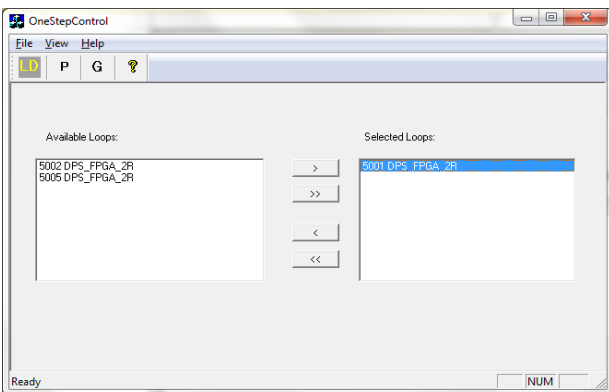 OneStepControl
File View Help
LD P G ?
Available Loops:
Selected Loops:
5002 DPS_FPGA_2R
5005 DPS_FPGA_2R
5001 DPS_FPGA_2R
>
>>
<
<<
Ready
NUM